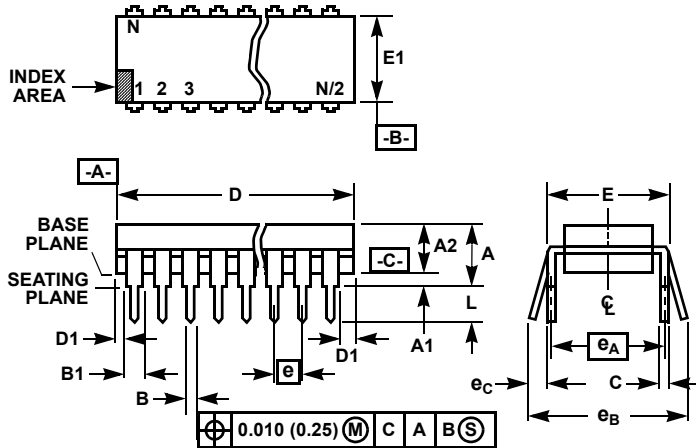 N
E1
INDEX
AREA
1 2 3 N/2
-B-
-A-
D
E
BASE
PLANE
A2
A
-C-
SEATING
PLANE
L
C
L
D1
D1
A1
e
eA
B1
B
eC
C
eB
0.010 (0.25) M C A B S